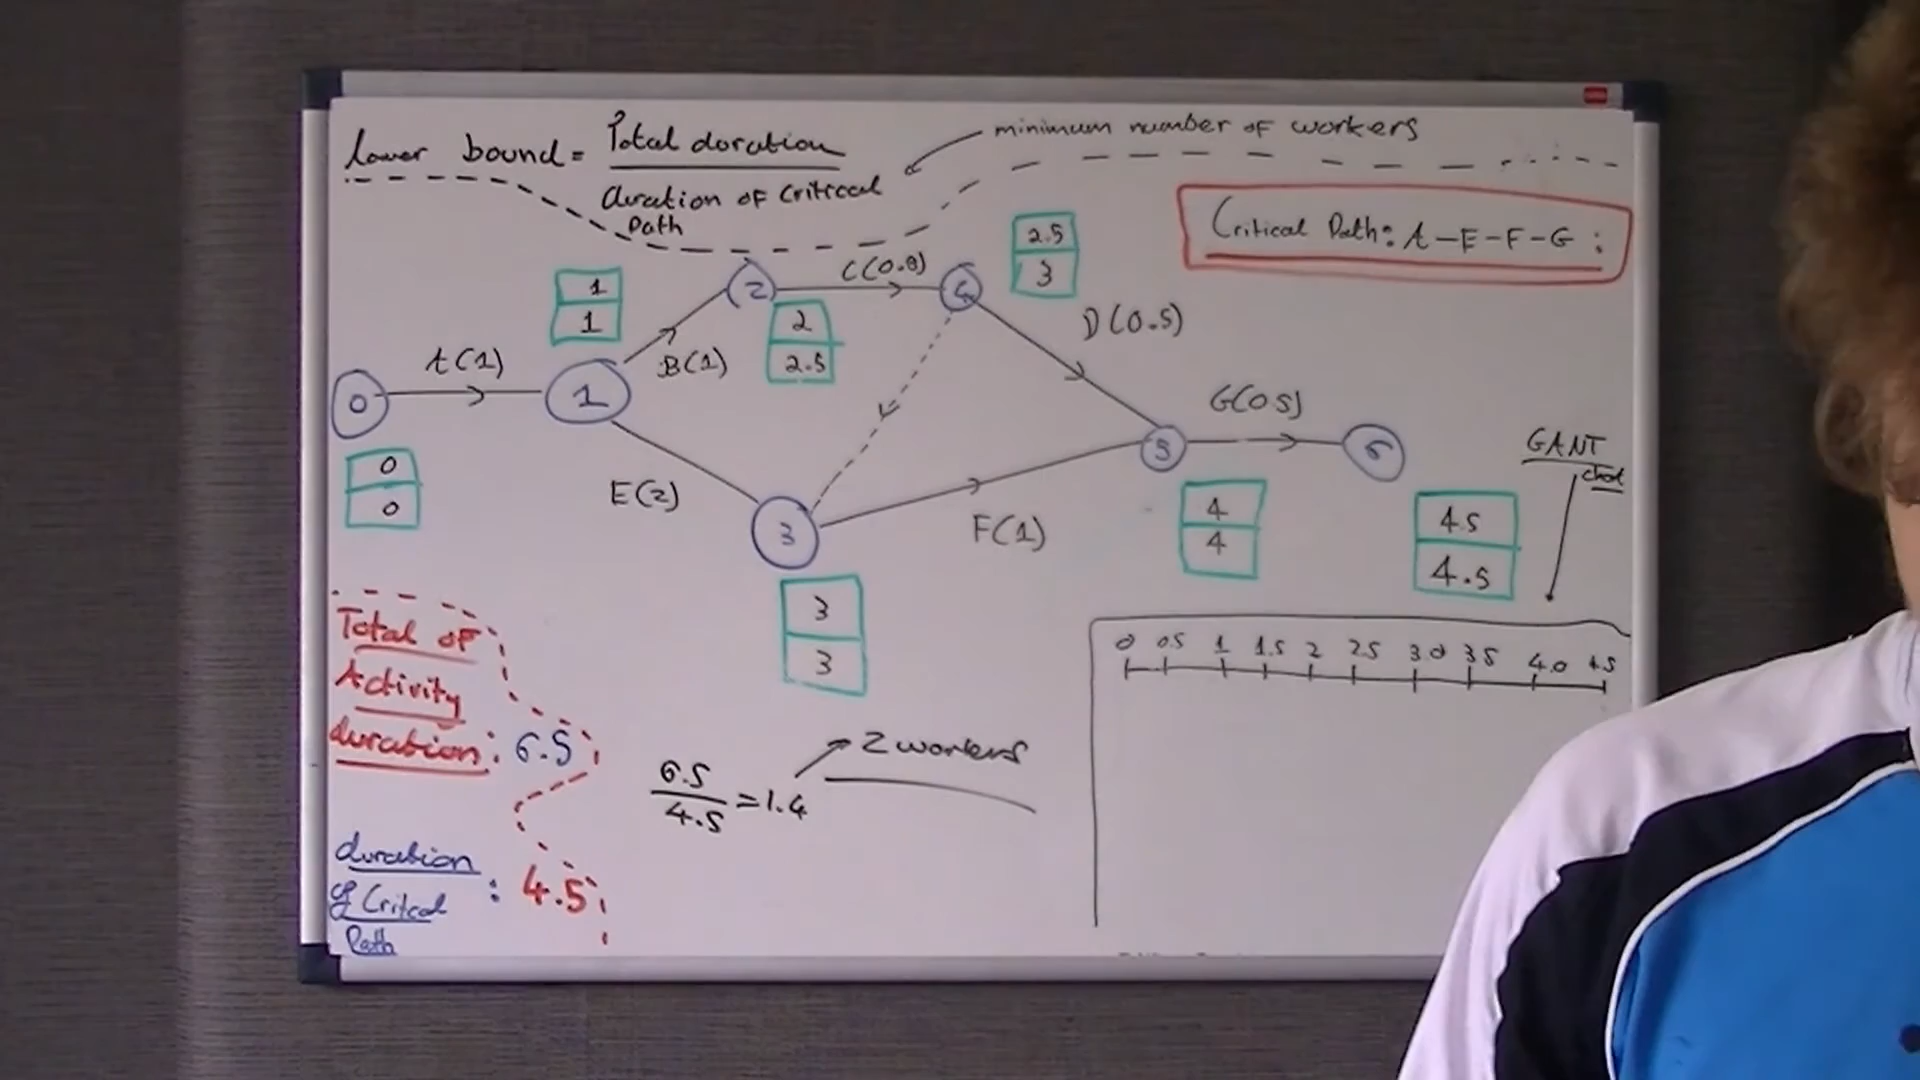 Lower bound = Total duration
duration of critical
path
minimum number of workers
Critical Path: A-E-F-G :
1
1
2
C(0.8)
4
2.5
3
2
2.5
D(0.5)
A(1)
B(1)
0
1
G(0.5)
5
6
GANT
0
0
E(2)
3
F(1)
4
4
4.5
4.5
3
3
0 0.5 1 1.5 2 2.5 3.0 3.5 4.0 4.5
Total of
Activity
duration: 6.5
6.5
4.5 = 1.4
2 workers
duration
of Critcal : 4.5
Path